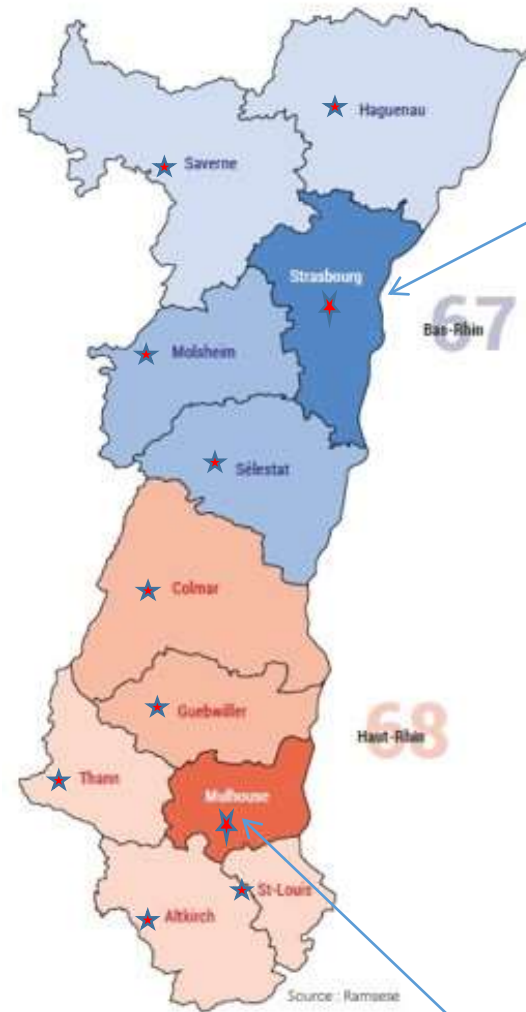 Haguenau
Saverne
Strasbourg
67
Bas-Rhin
Molsheim
Sélestat
Colmar
Guebwiller
68
Haut-Rhin
Thann
Mulhouse
St-Louis
Altkirch
Source : Ramsese